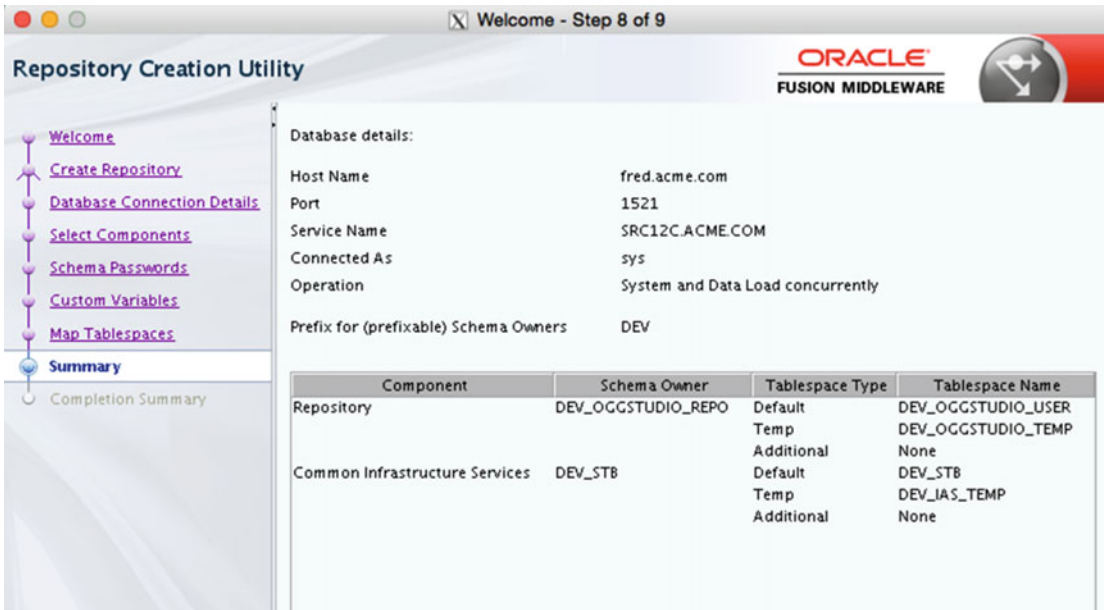 X Welcome - Step 8 of 9
Repository Creation Utility
ORACLE
FUSION MIDDLEWARE
Welcome
Create Repository
Database Connection Details
Select Components
Schema Passwords
Custom Variables
Map Tablespaces
Summary
Completion Summary
Database details:
Host Name fred.acme.com
Port 1521
Service Name SRC12C.ACME.COM
Connected As sys
Operation System and Data Load concurrently
Prefix for (prefixable) Schema Owners DEV
Component Schema Owner Tablespace Type Tablespace Name
Repository DEV_OGGSTUDIO_REPO Default DEV_OGGSTUDIO_USER
Temp DEV_OGGSTUDIO_TEMP
Additional None
Common Infrastructure Services DEV_STB Default DEV_STB
Temp DEV_IAS_TEMP
Additional None